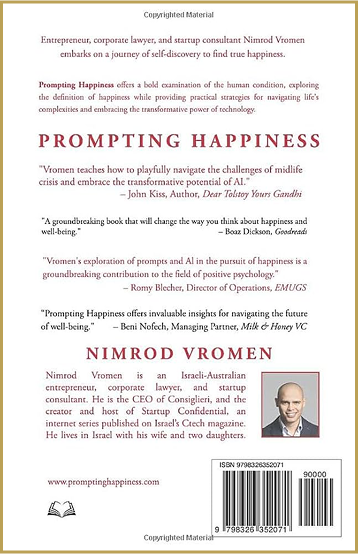 Copyrighted Material
Entrepreneur, corporate lawyer, and startup consultant Nimrod Vromen
embarks on a journey of self-discovery to find true happiness.
Prompting Happiness offers a bold examination of the human condition, exploring
the definition of happiness while providing practical strategies for navigating life's
complexities and embracing the transformative power of technology.
PROMPTING HAPPINESS
"Vromen teaches how to playfully navigate the challenges of midlife
crisis and embrace the transformative potential of AI."
– John Kiss, Author, Dear Tolstoy Yours Gandhi
"A groundbreaking book that will change the way you think about happiness and
well-being." – Boaz Dickson, Goodreads
"Vromen's exploration of prompts and AI in the pursuit of happiness is a
groundbreaking contribution to the field of positive psychology."
– Romy Blecher, Director of Operations, EMUGS
"Prompting Happiness offers invaluable insights for navigating the future
of well-being." – Beni Nofech, Managing Partner, Milk & Honey VC
NIMROD VROMEN
Nimrod Vromen is an Israeli-Australian
entrepreneur, corporate lawyer, and startup
consultant. He is the CEO of Consiglieri, and the
creator and host of Startup Confidential, an
internet series published on Israel's Ctech magazine.
He lives in Israel with his wife and two daughters.
www.promptinghappiness.com
ISBN 9798326352071
90000
9 798326 352071
Copyrighted Material